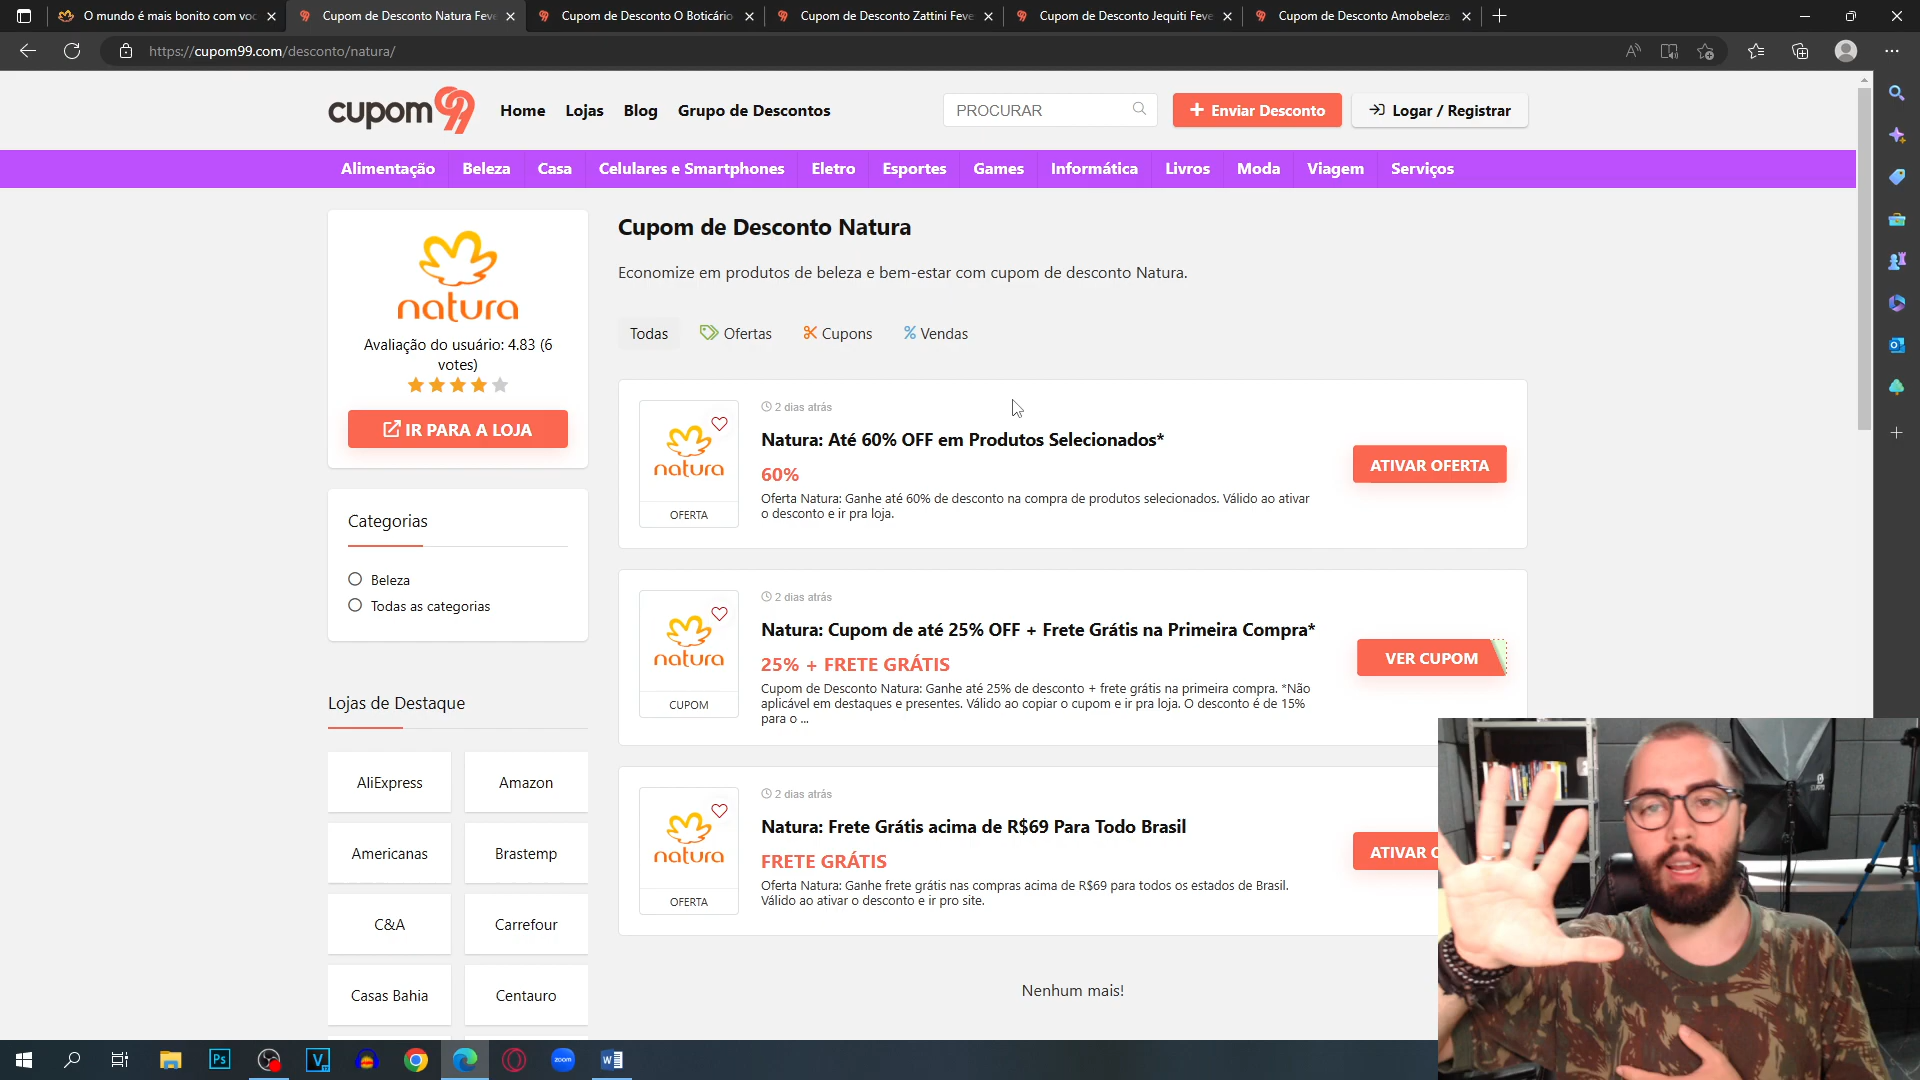 O mundo é mais bonito com voc
Cupom de Desconto Natura Feve
Cupom de Desconto O Boticário
Cupom de Desconto Zattini Feve
Cupom de Desconto Jequiti Feve
Cupom de Desconto Amobeleza
https://cupom99.com/desconto/natura/
cupom99
Home
Lojas
Blog
Grupo de Descontos
PROCURAR
+ Enviar Desconto
Logar / Registrar
Alimentação
Beleza
Casa
Celulares e Smartphones
Eletro
Esportes
Games
Informática
Livros
Moda
Viagem
Serviços
natura
Avaliação do usuário: 4.83 (6
votes)
IR PARA A LOJA
Categorias
Beleza
Todas as categorias
Lojas de Destaque
AliExpress
Amazon
Americanas
Brastemp
C&A
Carrefour
Casas Bahia
Centauro
Cupom de Desconto Natura
Economize em produtos de beleza e bem-estar com cupom de desconto Natura.
Todas
Ofertas
Cupons
% Vendas
natura
OFERTA
2 dias atrás
Natura: Até 60% OFF em Produtos Selecionados*
60%
Oferta Natura: Ganhe até 60% de desconto na compra de produtos selecionados. Válido ao ativar
o desconto e ir pra loja.
ATIVAR OFERTA
natura
CUPOM
2 dias atrás
Natura: Cupom de até 25% OFF + Frete Grátis na Primeira Compra*
25% + FRETE GRÁTIS
Cupom de Desconto Natura: Ganhe até 25% de desconto + frete grátis na primeira compra. *Não
aplicável em destaques e presentes. Válido ao copiar o cupom e ir pra loja. O desconto é de 15%
para o ...
VER CUPOM
natura
OFERTA
2 dias atrás
Natura: Frete Grátis acima de R$69 Para Todo Brasil
FRETE GRÁTIS
Oferta Natura: Ganhe frete grátis nas compras acima de R$69 para todos os estados de Brasil.
Válido ao ativar o desconto e ir pro site.
ATIVAR O
Nenhum mais!
Ps
V
zoom
W